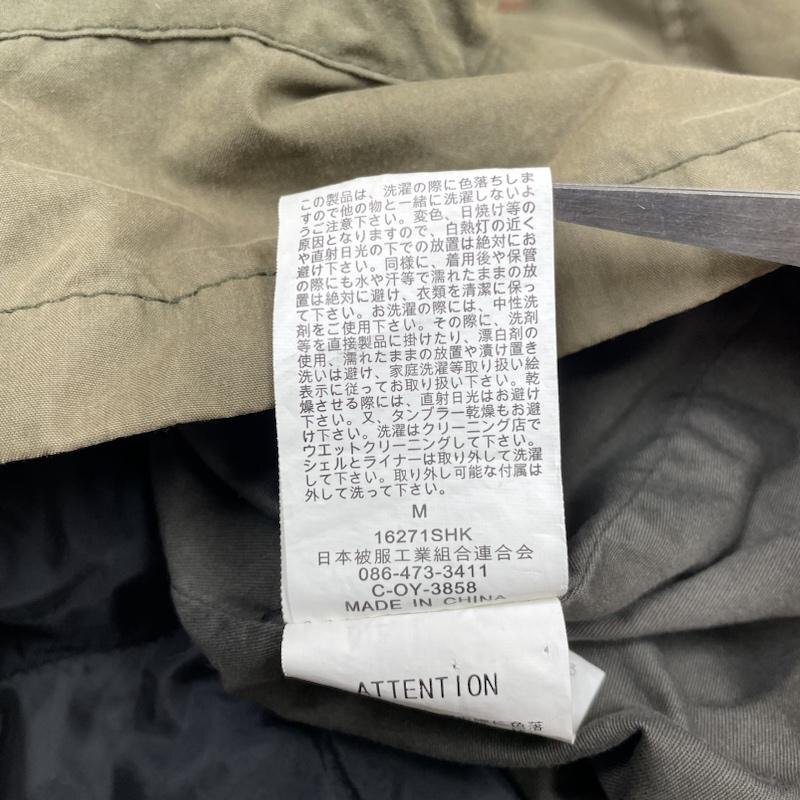 この製品は、洗濯の際に色落ちしま
すので他の物と一緒に洗濯しないよ
うご注意下さい。変色、日焼け等の
原因となりますので、白熱灯の近く
や直射日光の下での放置は絶対にお
避け下さい。同様に、着用後や保管
の際にも水や汗等で濡れたままの放
置は絶対に避け、衣類を清潔に保っ
て下さい。お洗濯の際には、中性洗
剤をご使用下さい。その際に、洗剤
等を直接製品に掛けたり、漂白剤の
使用、濡れたままの放置や漬け置き
洗いは避け、家庭洗濯等取り扱い絵
表示に従ってお取り扱い下さい。乾
燥させる際には、直射日光はお避け
下さい。又、タンブラー乾燥もお避
け下さい。洗濯はクリーニング店で
ウエットクリーニングして下さい。
シェルとライナーは取り外して洗濯
して下さい。取り外し可能な付属は
外して洗って下さい。
M
16271SHK
日本被服工業組合連合会
086-473-3411
C-OY-3858
MADE IN CHINA
ATTENTION
色落